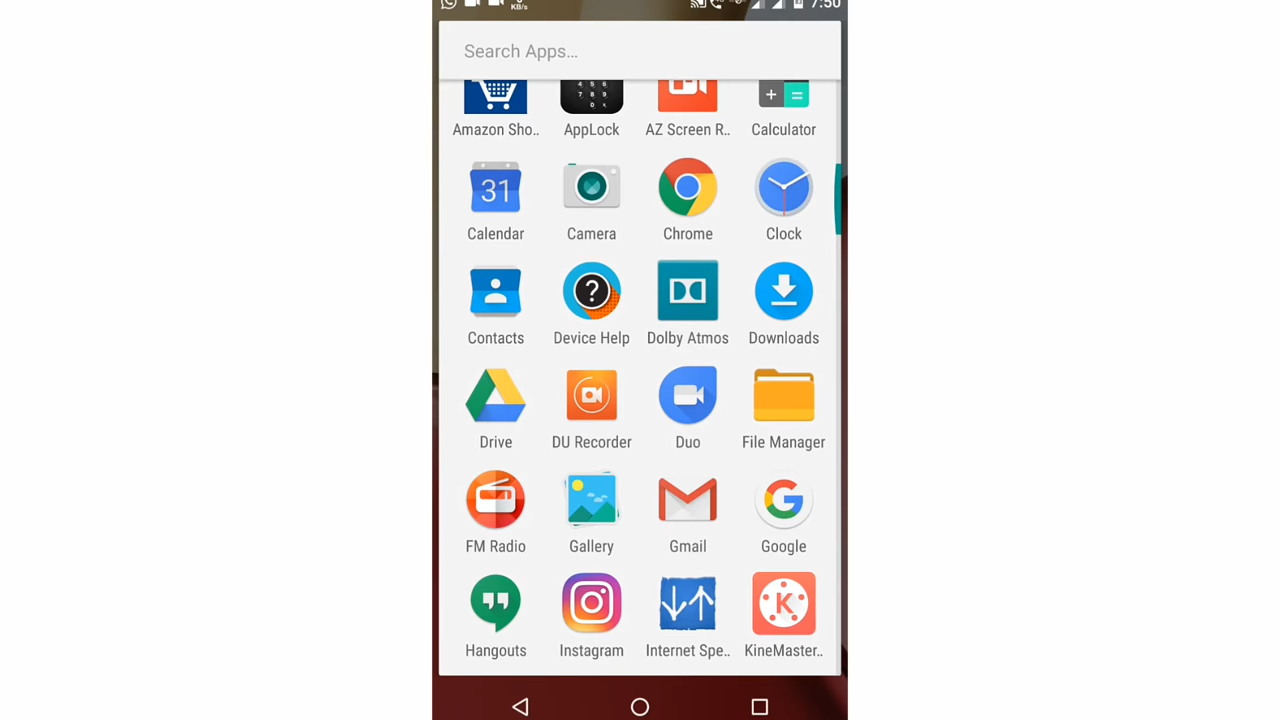 KB/s
7:50
Search Apps...
Amazon Sho.. AppLock AZ Screen R.. Calculator
31
Calendar Camera Chrome Clock
?
Contacts Device Help Dolby Atmos Downloads
Drive DU Recorder Duo File Manager
FM Radio Gallery Gmail Google
K
Hangouts Instagram Internet Spe.. KineMaster..